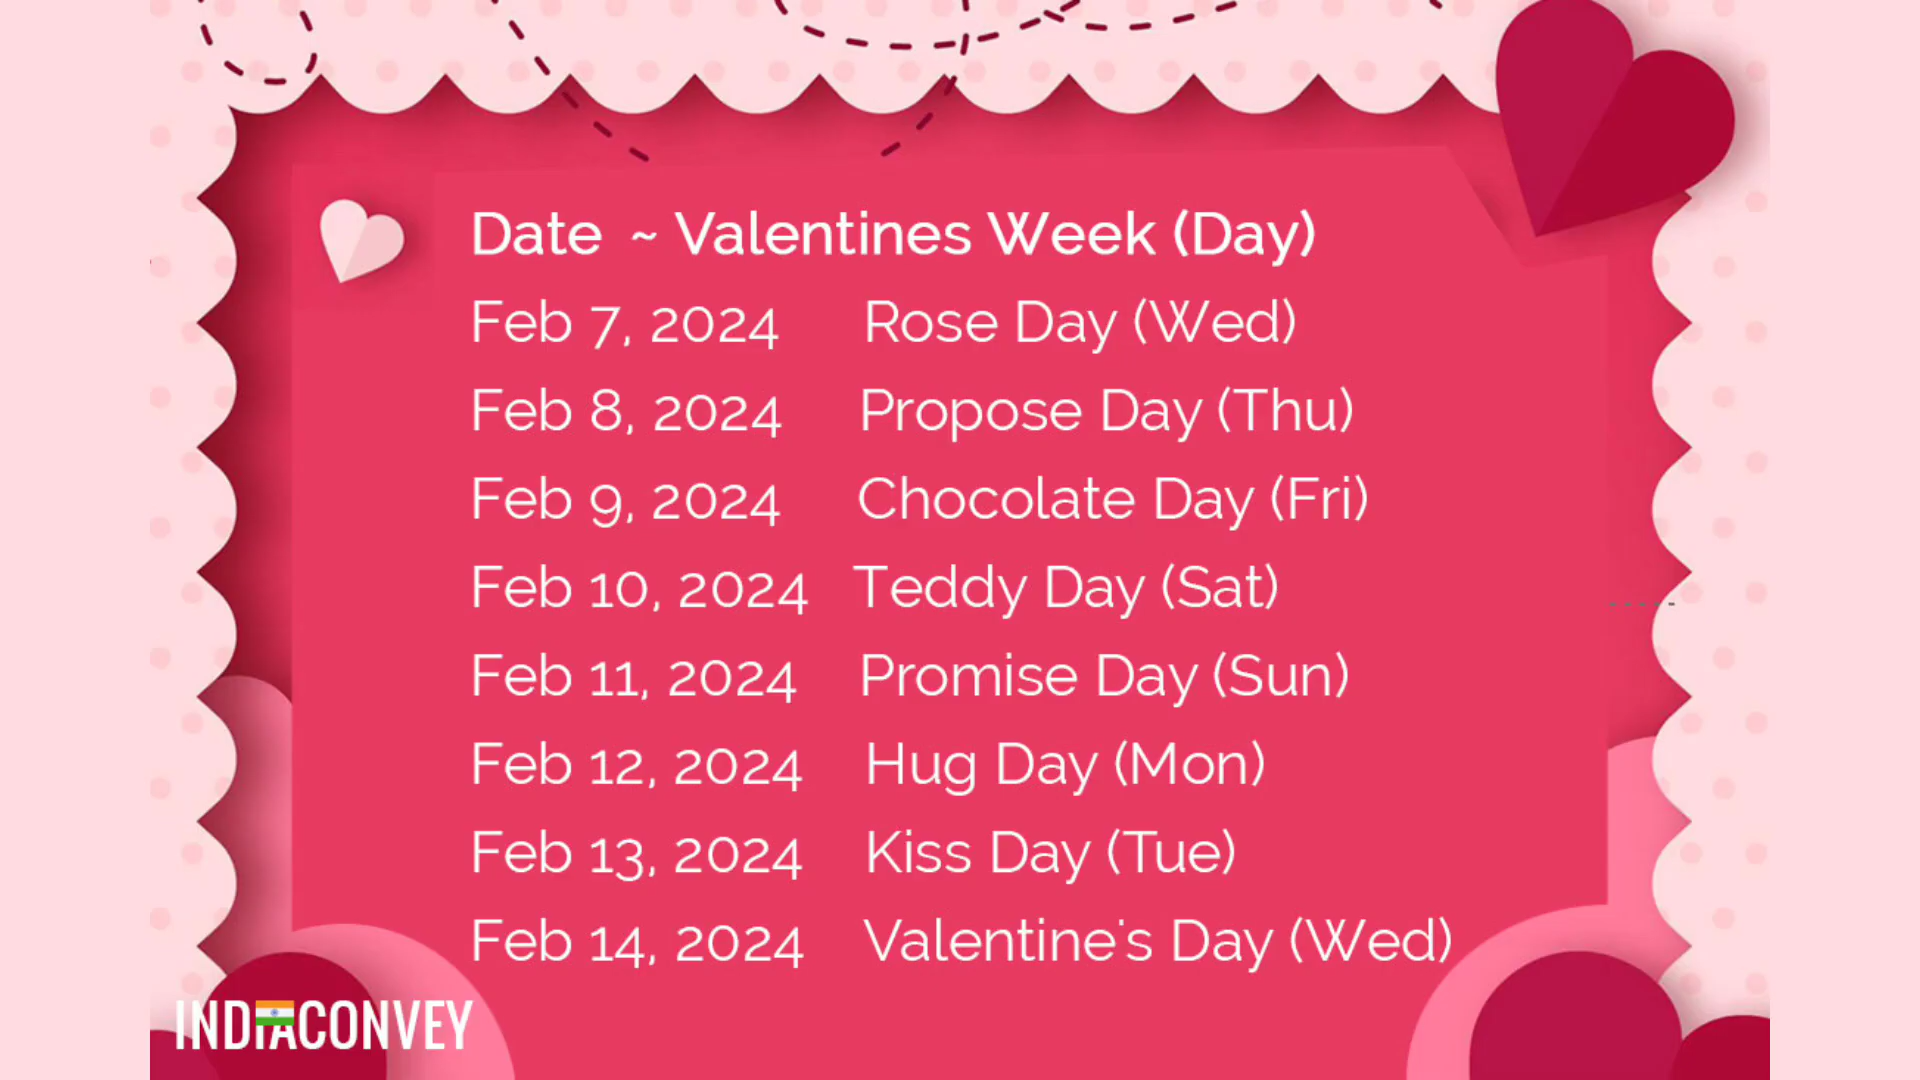 Date ~ Valentines Week (Day)
Feb 7, 2024 Rose Day (Wed)
Feb 8, 2024 Propose Day (Thu)
Feb 9, 2024 Chocolate Day (Fri)
Feb 10, 2024 Teddy Day (Sat)
Feb 11, 2024 Promise Day (Sun)
Feb 12, 2024 Hug Day (Mon)
Feb 13, 2024 Kiss Day (Tue)
Feb 14, 2024 Valentine's Day (Wed)
INDIACONVEY